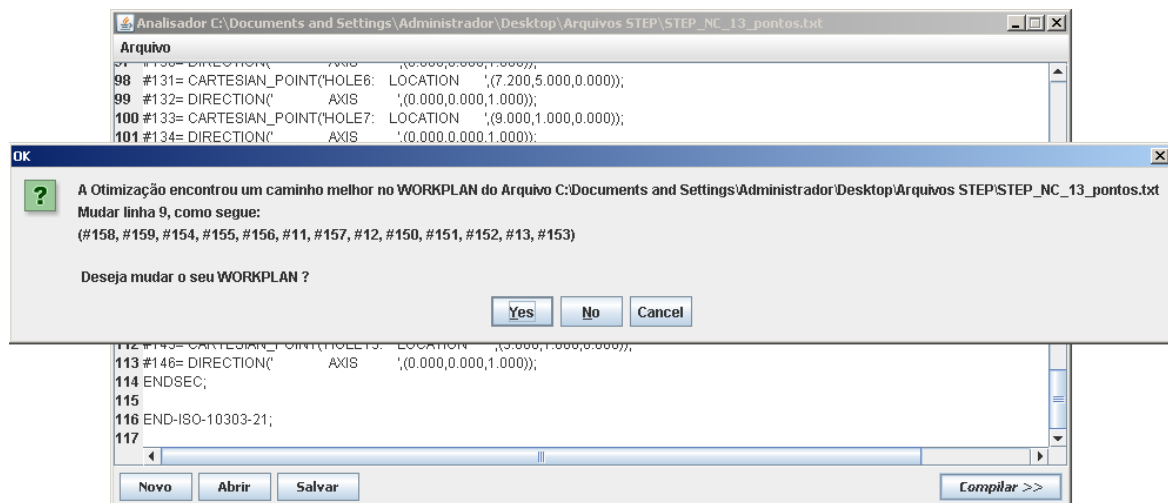 Analisador C:\Documents and Settings\Administrador\Desktop\Arquivos STEP\STEP_NC_13_pontos.txt
Arquivo
98 #131= CARTESIAN_POINT('HOLE6: LOCATION ',(7.200,5.000,0.000));
99 #132= DIRECTION(' AXIS ',(0.000,0.000,1.000));
100 #133= CARTESIAN_POINT('HOLE7: LOCATION ',(9.000,1.000,0.000));
101 #134= DIRECTION(' AXIS ',(0.000,0.000,1.000));
OK
A Otimização encontrou um caminho melhor no WORKPLAN do Arquivo C:\Documents and Settings\Administrador\Desktop\Arquivos STEP\STEP_NC_13_pontos.txt
Mudar linha 9, como segue:
(#158, #159, #154, #155, #156, #11, #157, #12, #150, #151, #152, #13, #153)
Deseja mudar o seu WORKPLAN ?
Yes No Cancel
113 #146= DIRECTION(' AXIS ',(0.000,0.000,1.000));
114 ENDSEC;
115
116 END-ISO-10303-21;
117
Novo Abrir Salvar Compilar >>